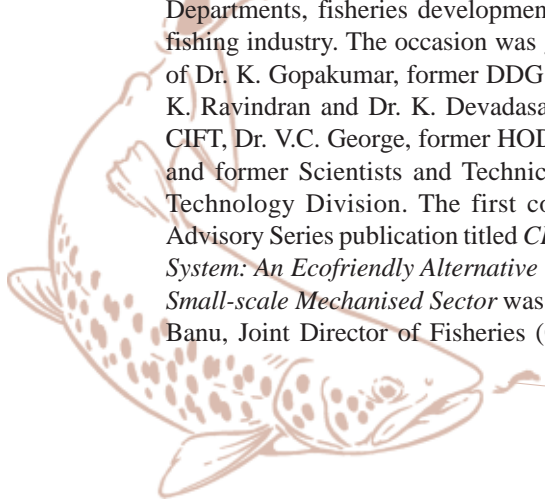 Departments, fisheries development
fishing industry. The occasion was
of Dr. K. Gopakumar, former DDG
K. Ravindran and Dr. K. Devadasa
CIFT, Dr. V.C. George, former HOD
and former Scientists and Technic
Technology Division. The first co
Advisory Series publication titled CI
System: An Ecofriendly Alternative
Small-scale Mechanised Sector was
Banu, Joint Director of Fisheries (